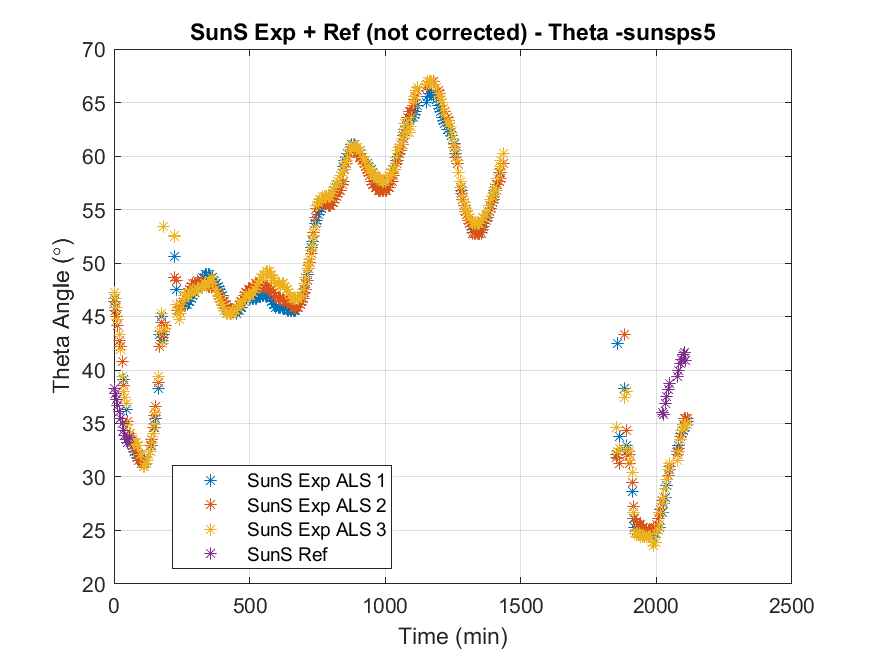 SunS Exp + Ref (not corrected) - Theta -sunsps5
70
65
60
55
50
45
40
35
30
25
20
Theta Angle (°)
SunS Exp ALS 1
SunS Exp ALS 2
SunS Exp ALS 3
SunS Ref
0 500 1000 1500 2000 2500
Time (min)